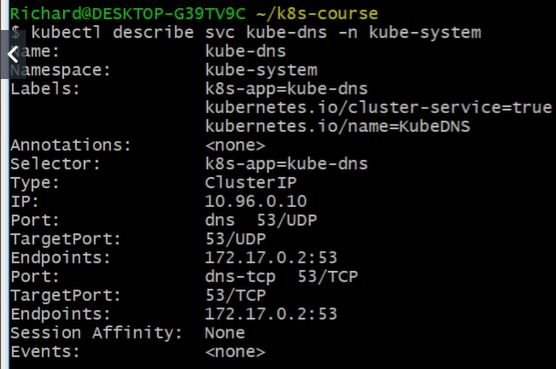 Richard@DESKTOP-G39TV9C ~/k8s-course
$ kubectl describe svc kube-dns -n kube-system
ame: kube-dns
amespace: kube-system
Labels: k8s-app=kube-dns
kubernetes.io/cluster-service=true
kubernetes.io/name=KubeDNS
Annotations: <none>
Selector: k8s-app=kube-dns
Type: ClusterIP
IP: 10.96.0.10
Port: dns 53/UDP
TargetPort: 53/UDP
Endpoints: 172.17.0.2:53
Port: dns-tcp 53/TCP
TargetPort: 53/TCP
Endpoints: 172.17.0.2:53
Session Affinity: None
Events: <none>